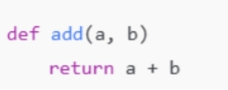 def add(a, b)
    return a + b